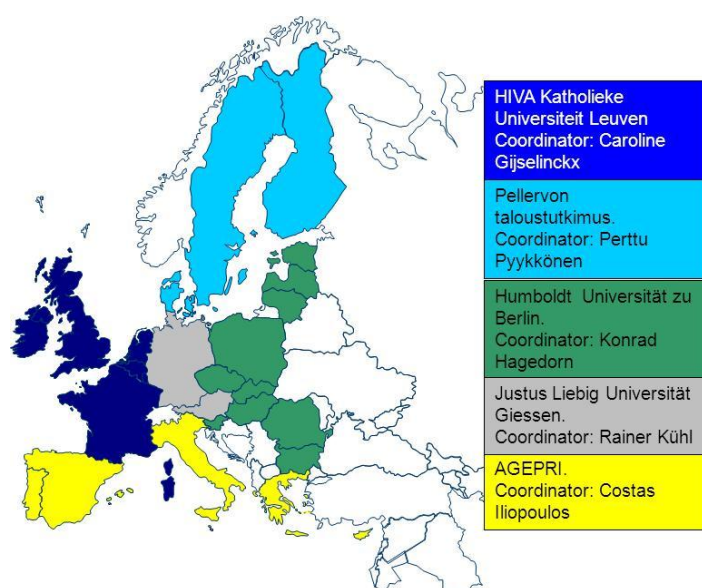 HIVA Katholieke
Universiteit Leuven
Coordinator: Caroline
Gijselinckx
Pellervon
taloustutkimus.
Coordinator: Perttu
Pyykkönen
Humboldt Universität zu
Berlin.
Coordinator: Konrad
Hagedorn
Justus Liebig Universität
Giessen.
Coordinator: Rainer Kühl
AGEPRI.
Coordinator: Costas
Iliopoulos